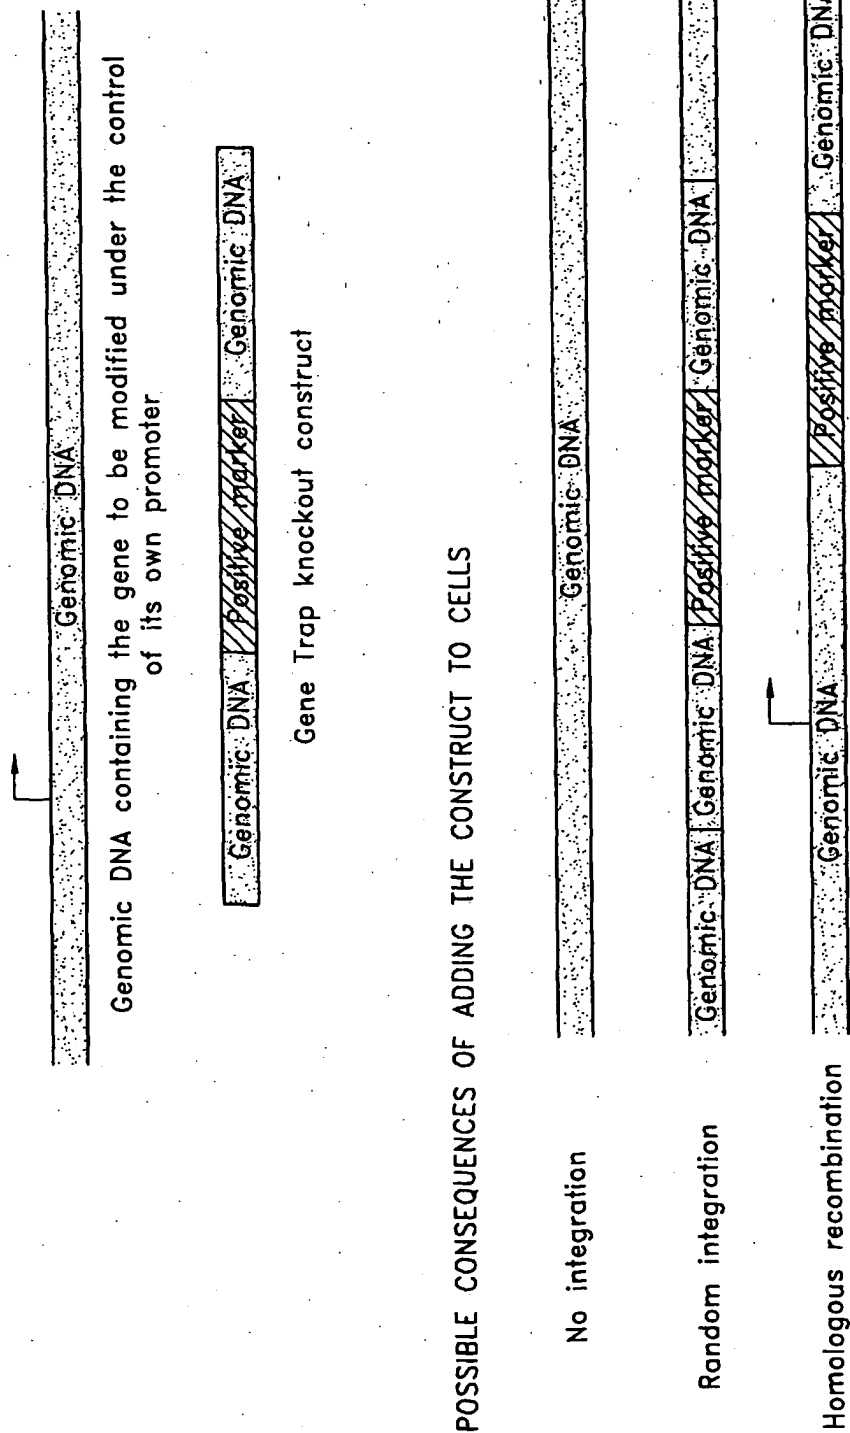 Genomic DNA
Genomic DNA containing the gene to be modified under the control
of its own promoter
Genomic DNA Positive marker Genomic DNA
Gene Trap knockout construct
POSSIBLE CONSEQUENCES OF ADDING THE CONSTRUCT TO CELLS
No integration
Genomic DNA
Random integration
Genomic DNA Genomic DNA Positive marker Genomic DNA
Homologous recombination
Genomic DNA Positive marker Genomic DNA